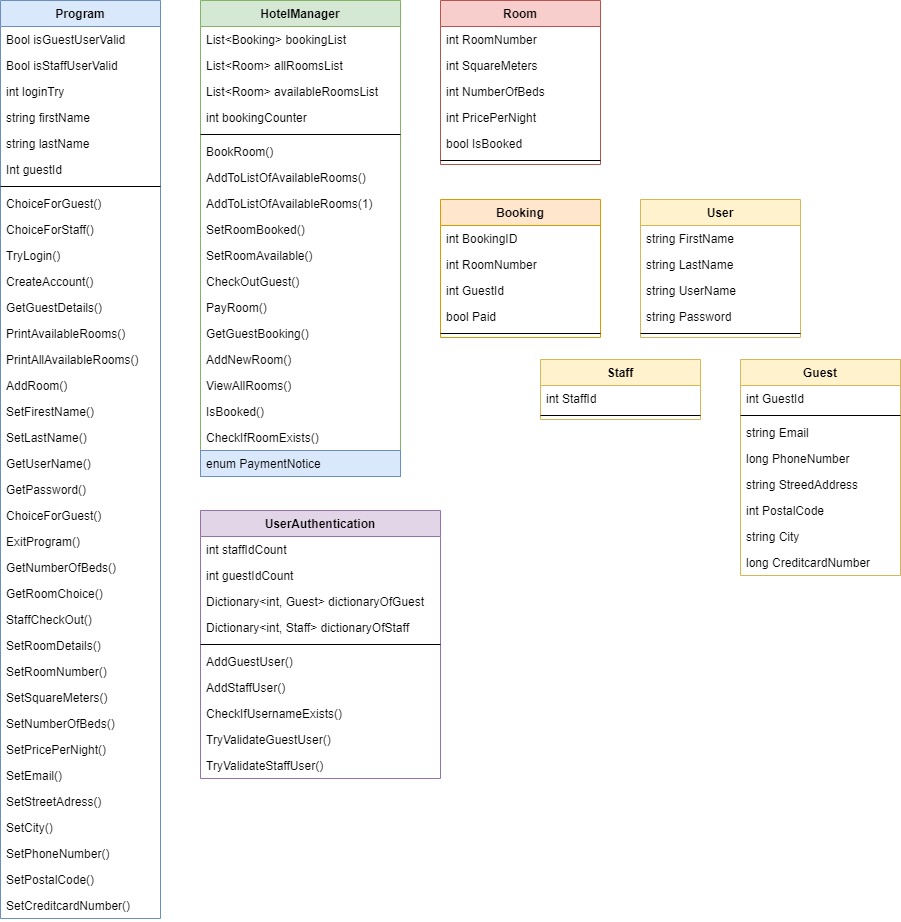 Program
Bool isGuestUserValid
Bool isStaffUserValid
int loginTry
string firstName
string lastName
Int guestId
ChoiceForGuest()
ChoiceForStaff()
TryLogin()
CreateAccount()
GetGuestDetails()
PrintAvailableRooms()
PrintAllAvailableRooms()
AddRoom()
SetFirestName()
SetLastName()
GetUserName()
GetPassword()
ChoiceForGuest()
ExitProgram()
GetNumberOfBeds()
GetRoomChoice()
StaffCheckOut()
SetRoomDetails()
SetRoomNumber()
SetSquareMeters()
SetNumberOfBeds()
SetPricePerNight()
SetEmail()
SetStreetAdress()
SetCity()
SetPhoneNumber()
SetPostalCode()
SetCreditcardNumber()
HotelManager
List<Booking> bookingList
List<Room> allRoomsList
List<Room> availableRoomsList
int bookingCounter
BookRoom()
AddToListOfAvailableRooms()
AddToListOfAvailableRooms(1)
SetRoomBooked()
SetRoomAvailable()
CheckOutGuest()
PayRoom()
GetGuestBooking()
AddNewRoom()
ViewAllRooms()
IsBooked()
CheckIfRoomExists()
enum PaymentNotice
UserAuthentication
int staffIdCount
int guestIdCount
Dictionary<int, Guest> dictionaryOfGuest
Dictionary<int, Staff> dictionaryOfStaff
AddGuestUser()
AddStaffUser()
CheckIfUsernameExists()
TryValidateGuestUser()
TryValidateStaffUser()
Room
int RoomNumber
int SquareMeters
int NumberOfBeds
int PricePerNight
bool IsBooked
Booking
int BookingID
int RoomNumber
int GuestId
bool Paid
User
string FirstName
string LastName
string UserName
string Password
Staff
int StaffId
Guest
int GuestId
string Email
long PhoneNumber
string StreedAddress
int PostalCode
string City
long CreditcardNumber